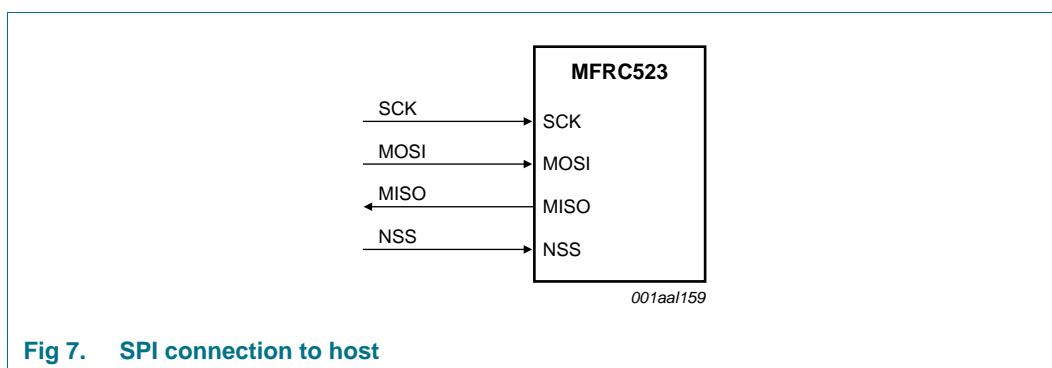 MFRC523
SCK SCK
MOSI MOSI
MISO MISO
NSS NSS
001aal159
Fig 7. SPI connection to host